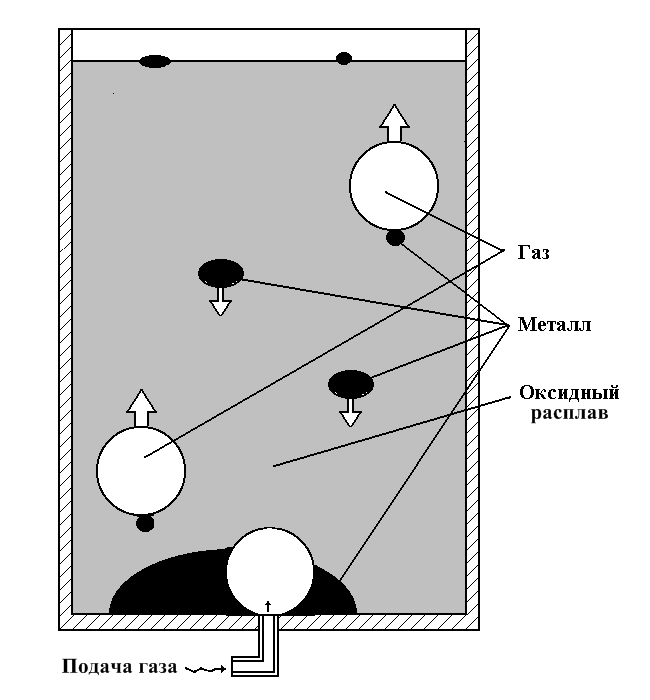 Газ
Металл
Оксидный
расплав
Подача газа